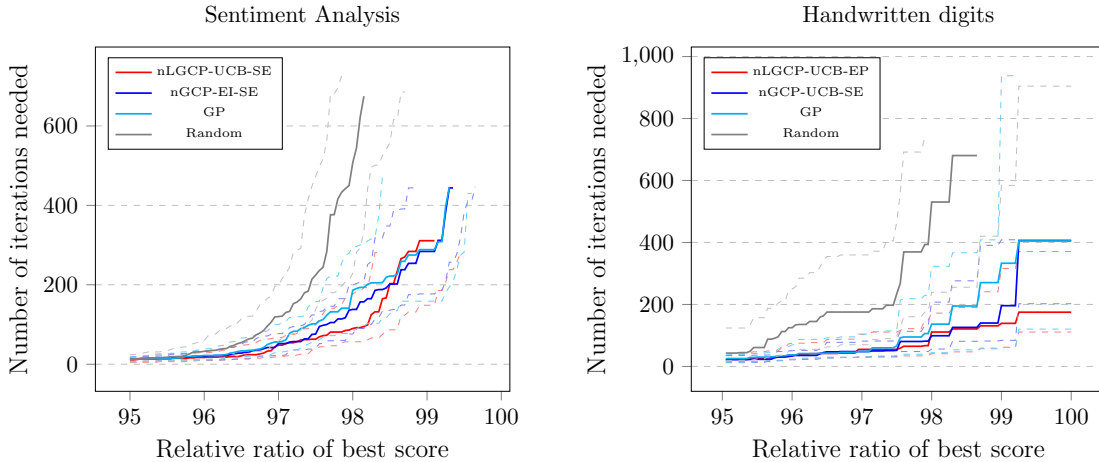 Sentiment Analysis
nLGCP-UCB-SE
nGCP-EI-SE
GP
Random
600
400
200
0
95 96 97 98 99 100
Relative ratio of best score
Number of iterations needed
Handwritten digits
nLGCP-UCB-EP
nGCP-UCB-SE
GP
Random
1,000
800
600
400
200
0
95 96 97 98 99 100
Relative ratio of best score
Number of iterations needed